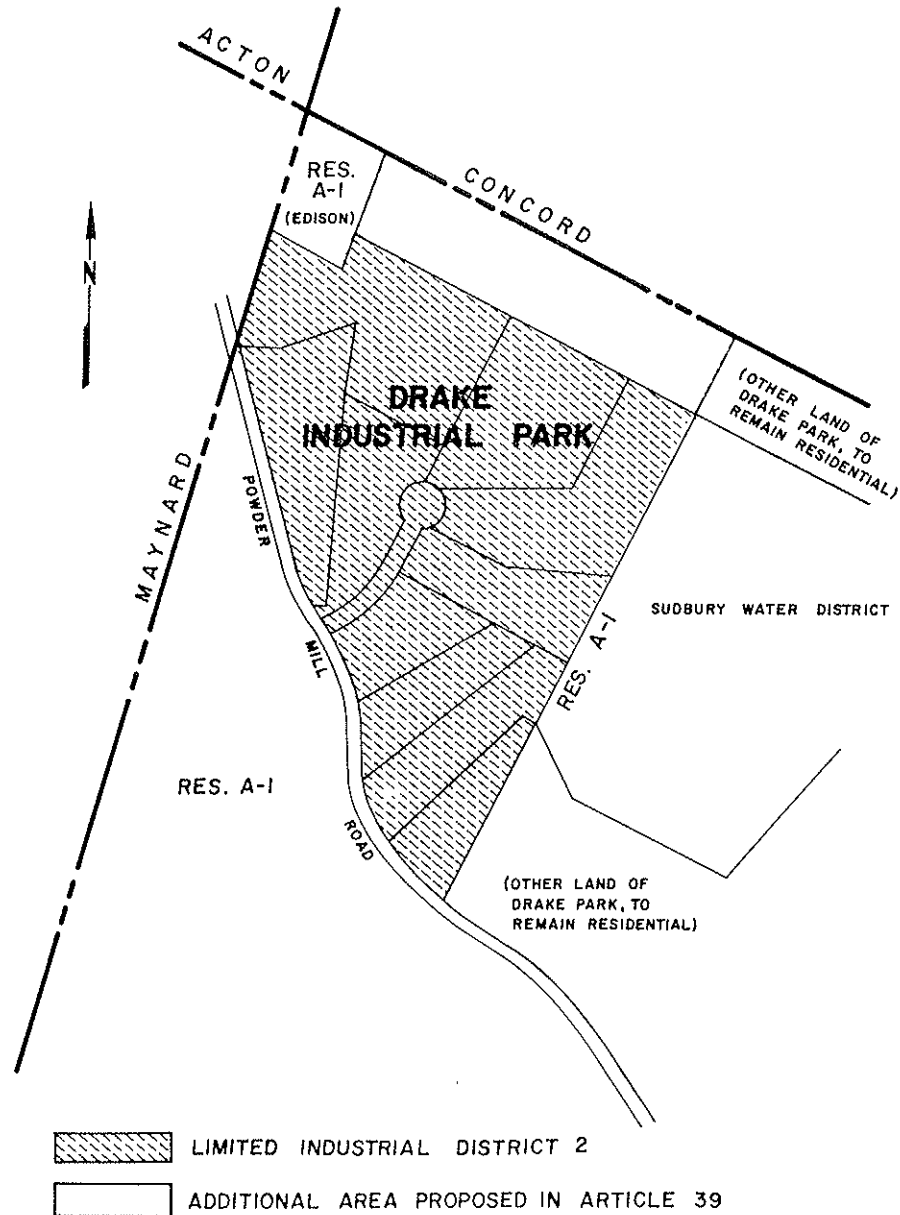 ACTON
RES.
A-1
(EDISON)
CONCORD
N
DRAKE
INDUSTRIAL PARK
(OTHER LAND OF
DRAKE PARK, TO
REMAIN RESIDENTIAL)
MAYNARD
POWDER
MILL
ROAD
SUDBURY WATER DISTRICT
RES. A-1
RES. A-1
(OTHER LAND OF
DRAKE PARK, TO
REMAIN RESIDENTIAL)
LIMITED INDUSTRIAL DISTRICT 2
ADDITIONAL AREA PROPOSED IN ARTICLE 39